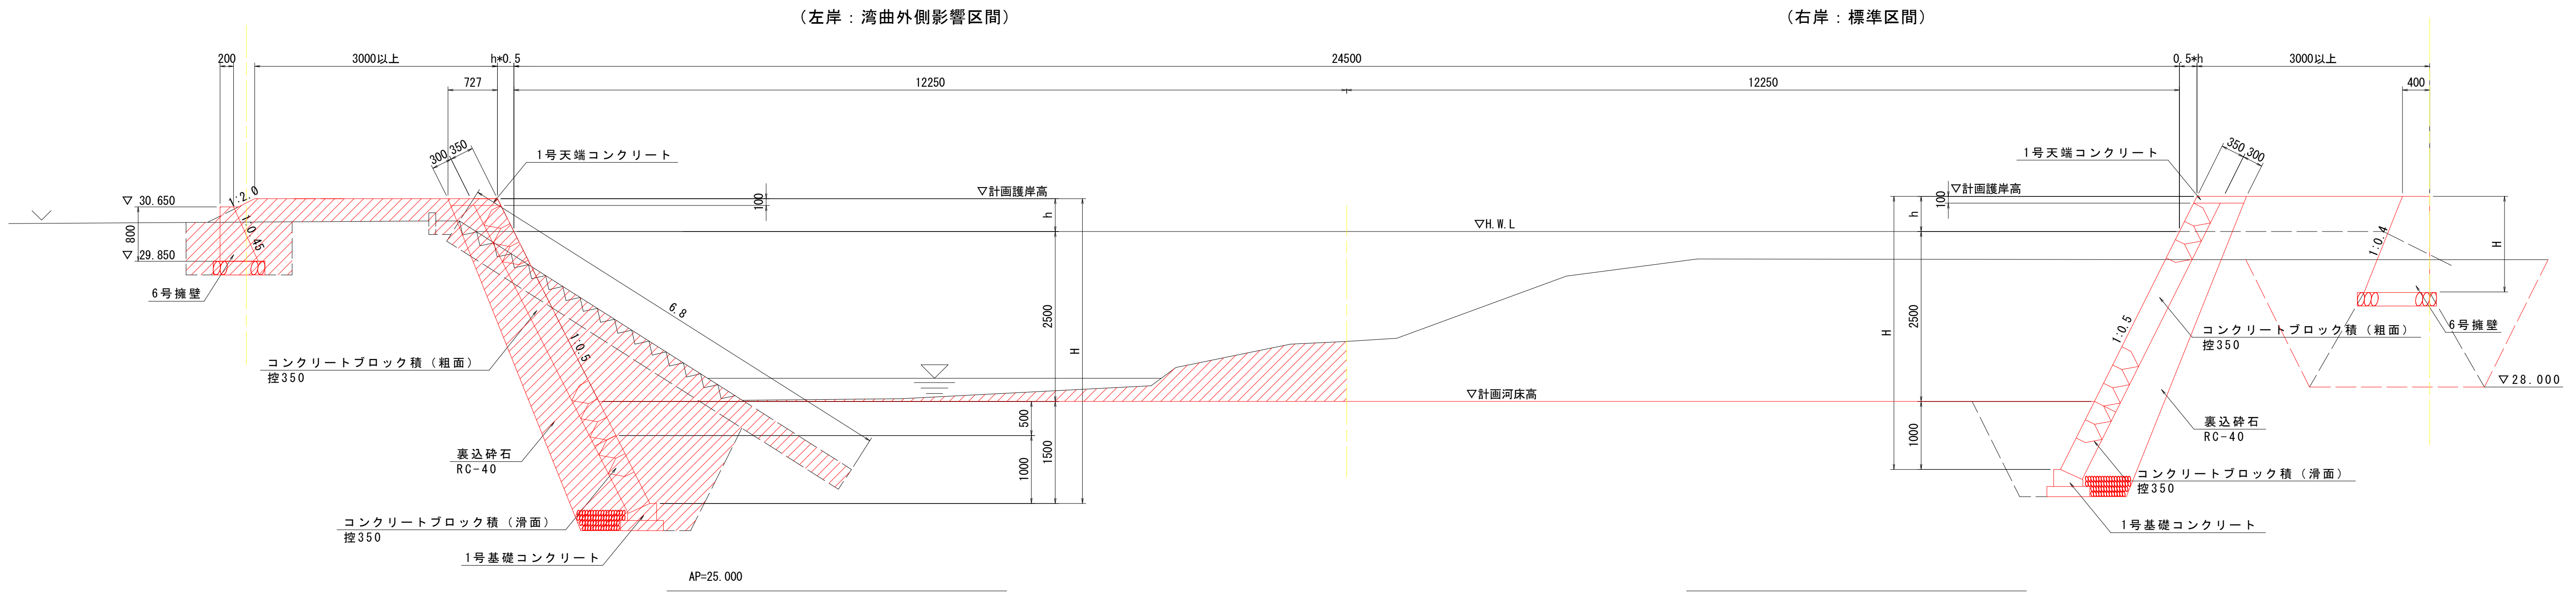 （左岸：湾曲外側影響区間）
（右岸：標準区間）
200
3000以上
h*0.5
24500
0.5*h
3000以上
727
12250
12250
400
300
350
1号天端コンクリート
100
▽計画護岸高
h
▽ 30.650
1:2.0
1:0.45
800
▽ 29.850
6号擁壁
▽H.W.L
6.8
1:0.5
2500
H
コンクリートブロック積（粗面）
控350
▽計画河床高
500
1000
1500
裏込砕石
RC-40
コンクリートブロック積（滑面）
控350
1号基礎コンクリート
AP=25.000
1号天端コンクリート
350
300
▽計画護岸高
100
h
H
2500
1000
1:0.5
1:0.4
H
6号擁壁
コンクリートブロック積（粗面）
控350
▽28.000
裏込砕石
RC-40
コンクリートブロック積（滑面）
控350
1号基礎コンクリート